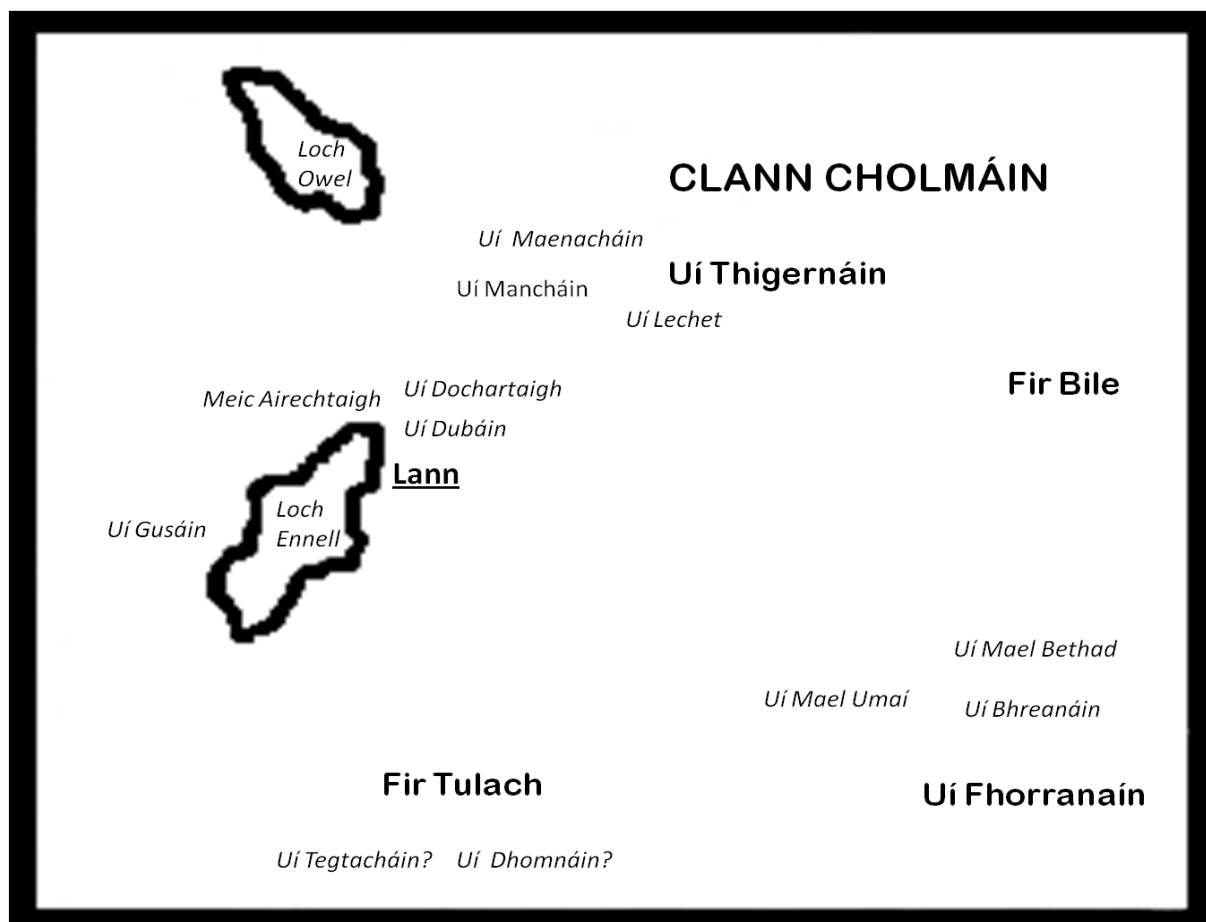 Loch
Owel
CLANN CHOLMÁIN
Uí Maenacháin
Uí Thigernáin
Uí Mancháin
Uí Lechet
Fir Bile
Meic Airechtaigh
Uí Dochartaigh
Uí Dubáin
Lann
Loch
Ennell
Uí Gusáin
Uí Mael Bethad
Uí Mael Umaí
Uí Bhreanáin
Fir Tulach
Uí Fhorranaín
Uí Tegtacháin?
Uí Dhomnáin?